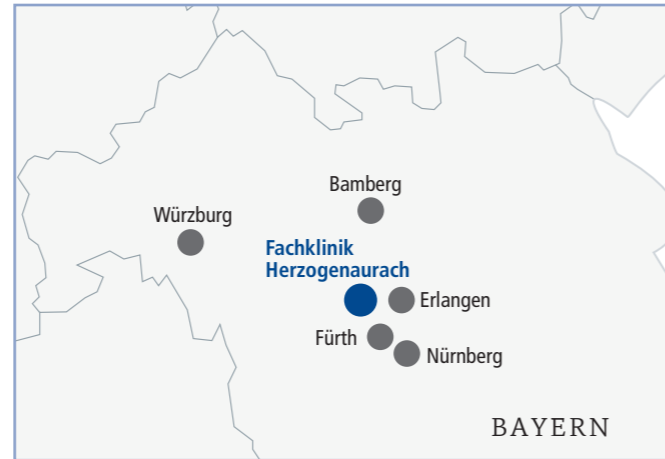 Bamberg
Würzburg
Fachklinik
Herzogenaurach
Erlangen
Fürth
Nürnberg
BAYERN